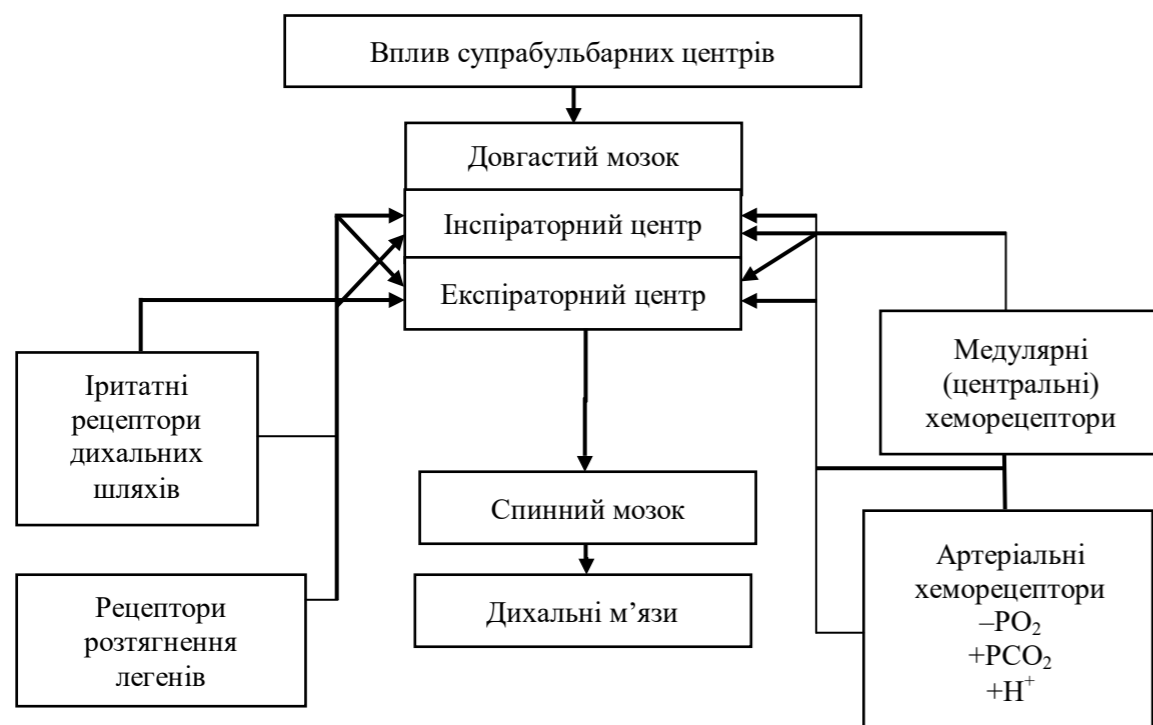 Вплив супрабульбарних центрів
Довгастий мозок
Інспіраторний центр
Експіраторний центр
Іритатні
рецептори
дихальних
шляхів
Медулярні
(центральні)
хеморецептори
Спинний мозок
Рецептори
розтягнення
легенів
Дихальні м’язи
Артеріальні
хеморецептори
–PO₂
+PCO₂
+H⁺